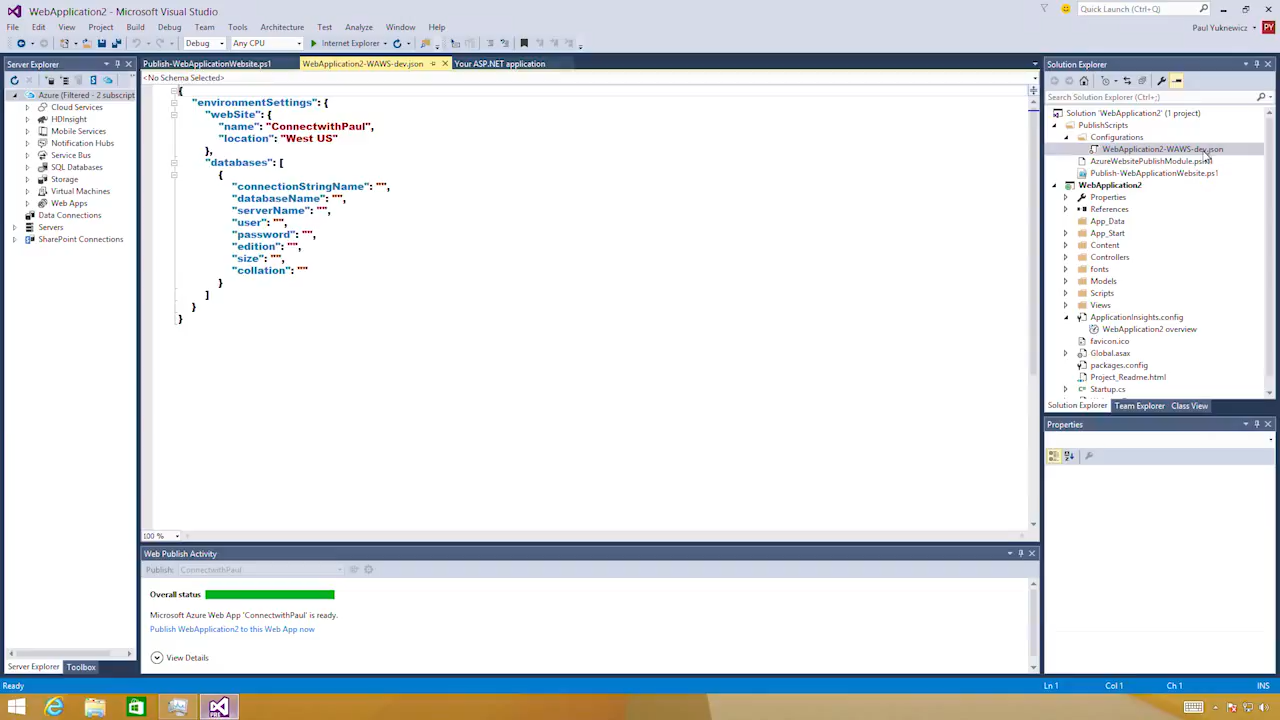 WebApplication2 - Microsoft Visual Studio
Quick Launch (Ctrl+Q)
File Edit View Project Build Debug Team Tools Architecture Test Analyze Window Help
Paul Yuknewicz
PY
Debug Any CPU Internet Explorer
Server Explorer
Azure (Filtered - 2 subscript
Cloud Services
HDInsight
Mobile Services
Notification Hubs
Service Bus
SQL Databases
Storage
Virtual Machines
Web Apps
Data Connections
Servers
SharePoint Connections
Server Explorer Toolbox
Publish-WebApplicationWebsite.ps1 WebApplication2-WAWS-dev.json Your ASP.NET application
<No Schema Selected>
{
"environmentSettings": {
"webSite": {
"name": "ConnectwithPaul",
"location": "West US"
},
"databases": [
{
"connectionStringName": "",
"databaseName": "",
"serverName": "",
"user": "",
"password": "",
"edition": "",
"size": "",
"collation": ""
}
]
}
}
100 %
Web Publish Activity
Publish: ConnectwithPaul
Overall status
Microsoft Azure Web App 'ConnectwithPaul' is ready.
Publish WebApplication2 to this Web App now
View Details
Solution Explorer
Search Solution Explorer (Ctrl+;)
Solution 'WebApplication2' (1 project)
PublishScripts
Configurations
WebApplication2-WAWS-dev.json
AzureWebsitePublishModule.psm1
Publish-WebApplicationWebsite.ps1
WebApplication2
Properties
References
App_Data
App_Start
Content
Controllers
fonts
Models
Scripts
Views
ApplicationInsights.config
WebApplication2 overview
favicon.ico
Global.asax
packages.config
Project_Readme.html
Startup.cs
Solution Explorer Team Explorer Class View
Properties
Ready
Ln 1 Col 1 Ch 1 INS